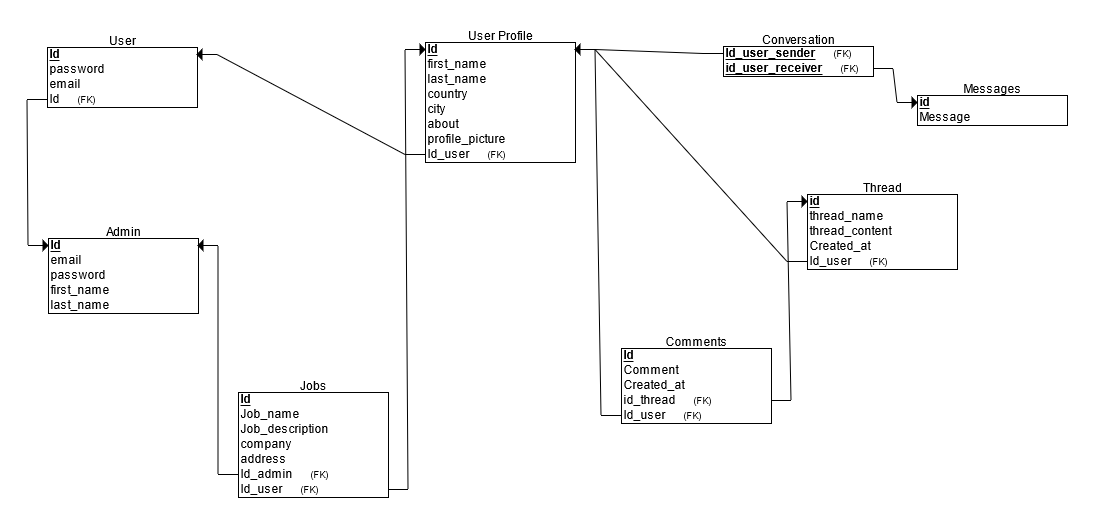 User
Id
password
email
Id (FK)
User Profile
Id
first_name
last_name
country
city
about
profile_picture
Id_user (FK)
Conversation
Id_user_sender (FK)
id_user_receiver (FK)
Messages
id
Message
Thread
id
thread_name
thread_content
Created_at
Id_user (FK)
Admin
Id
email
password
first_name
last_name
Comments
Id
Comment
Created_at
id_thread (FK)
Id_user (FK)
Jobs
Id
Job_name
Job_description
company
address
Id_admin (FK)
Id_user (FK)